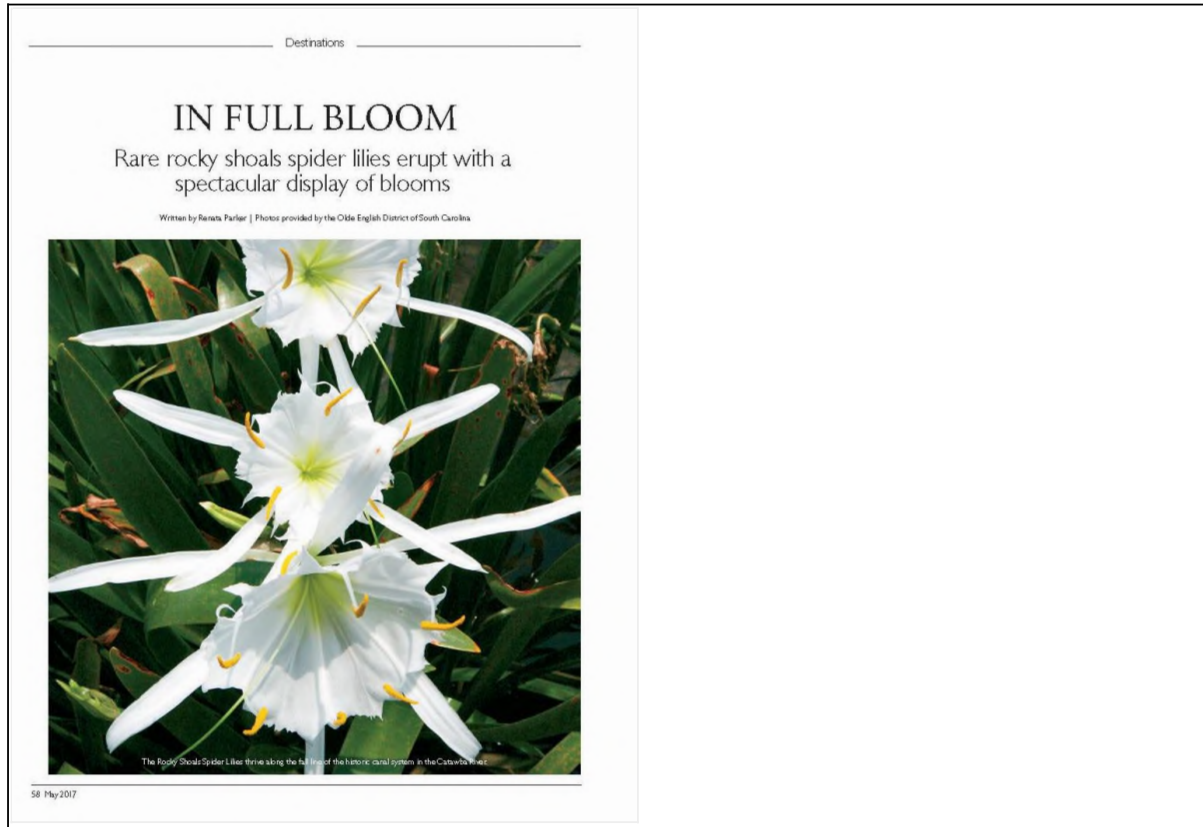 Destinations
IN FULL BLOOM
Rare rocky shoals spider lilies erupt with a
spectacular display of blooms
Written by Renata Parker | Photos provided by the Olde English District of South Carolina
The Rocky Shoals Spider Lilies thrive along the fall line of the historic canal system in the Catawba River.
58 May 2017